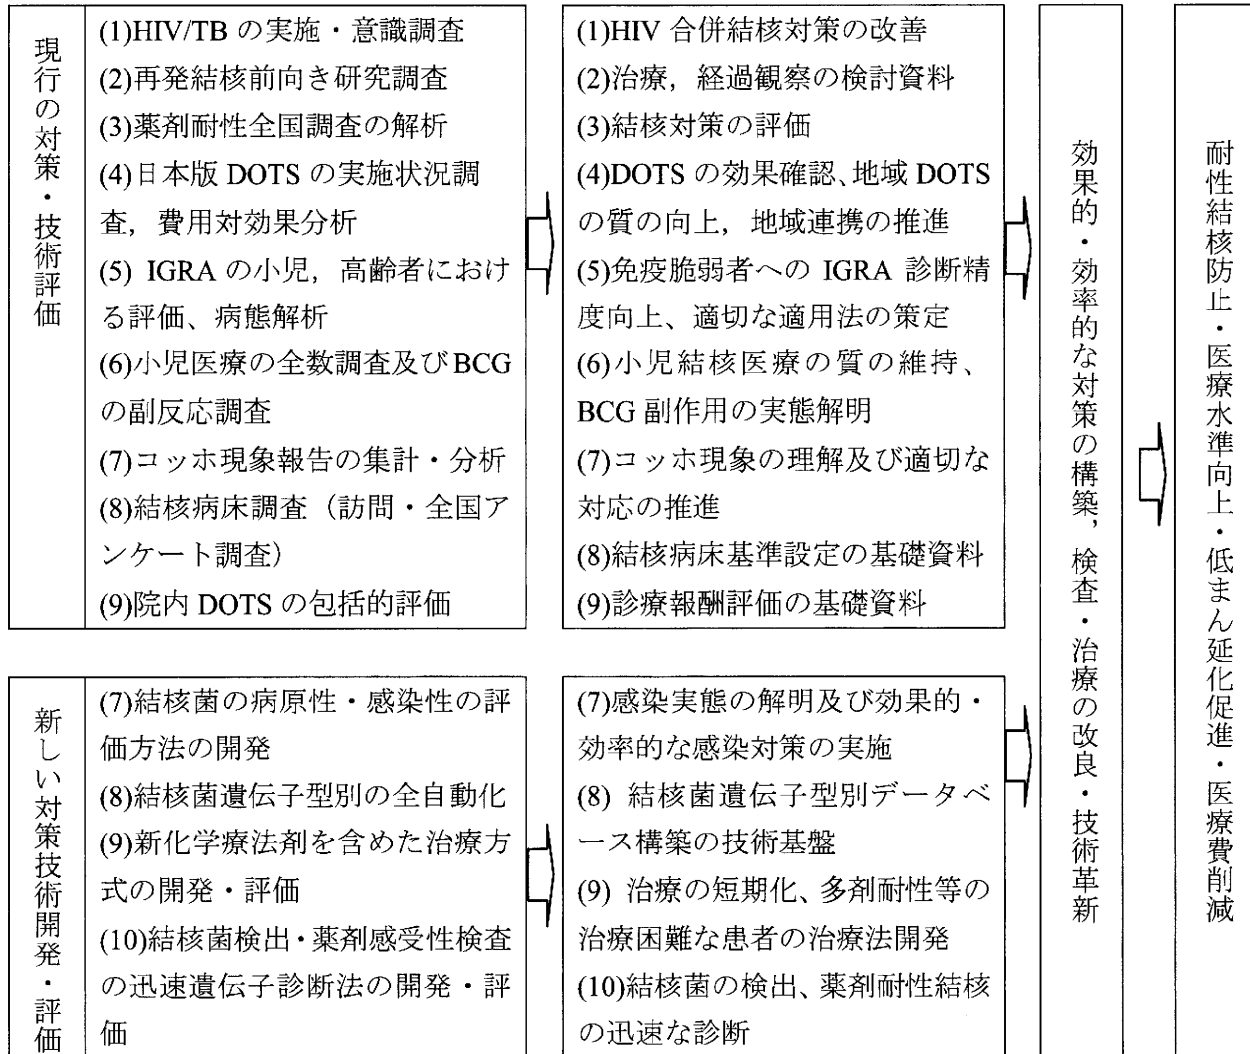 現行の対策・技術評価
(1)HIV/TB の実施・意識調査
(2)再発結核前向き研究調査
(3)薬剤耐性全国調査の解析
(4)日本版 DOTS の実施状況調
査，費用対効果分析
(5) IGRA の小児，高齢者におけ
る評価、病態解析
(6)小児医療の全数調査及び BCG
の副反応調査
(7)コッホ現象報告の集計・分析
(8)結核病床調査（訪問・全国ア
ンケート調査）
(9)院内 DOTS の包括的評価
(1)HIV 合併結核対策の改善
(2)治療，経過観察の検討資料
(3)結核対策の評価
(4)DOTS の効果確認、地域 DOTS
の質の向上，地域連携の推進
(5)免疫脆弱者への IGRA 診断精
度向上、適切な適用法の策定
(6)小児結核医療の質の維持、
BCG 副作用の実態解明
(7)コッホ現象の理解及び適切な
対応の推進
(8)結核病床基準設定の基礎資料
(9)診療報酬評価の基礎資料
新しい対策技術開発・評価
(7)結核菌の病原性・感染性の評
価方法の開発
(8)結核菌遺伝子型別の全自動化
(9)新化学療法剤を含めた治療方
式の開発・評価
(10)結核菌検出・薬剤感受性検査
の迅速遺伝子診断法の開発・評
価
(7)感染実態の解明及び効果的・
効率的な感染対策の実施
(8) 結核菌遺伝子型別データベ
ース構築の技術基盤
(9) 治療の短期化、多剤耐性等の
治療困難な患者の治療法開発
(10)結核菌の検出、薬剤耐性結核
の迅速な診断
効果的・効率的な対策の構築，検査・治療の改良・技術革新
耐性結核防止・医療水準向上・低まん延化促進・医療費削減